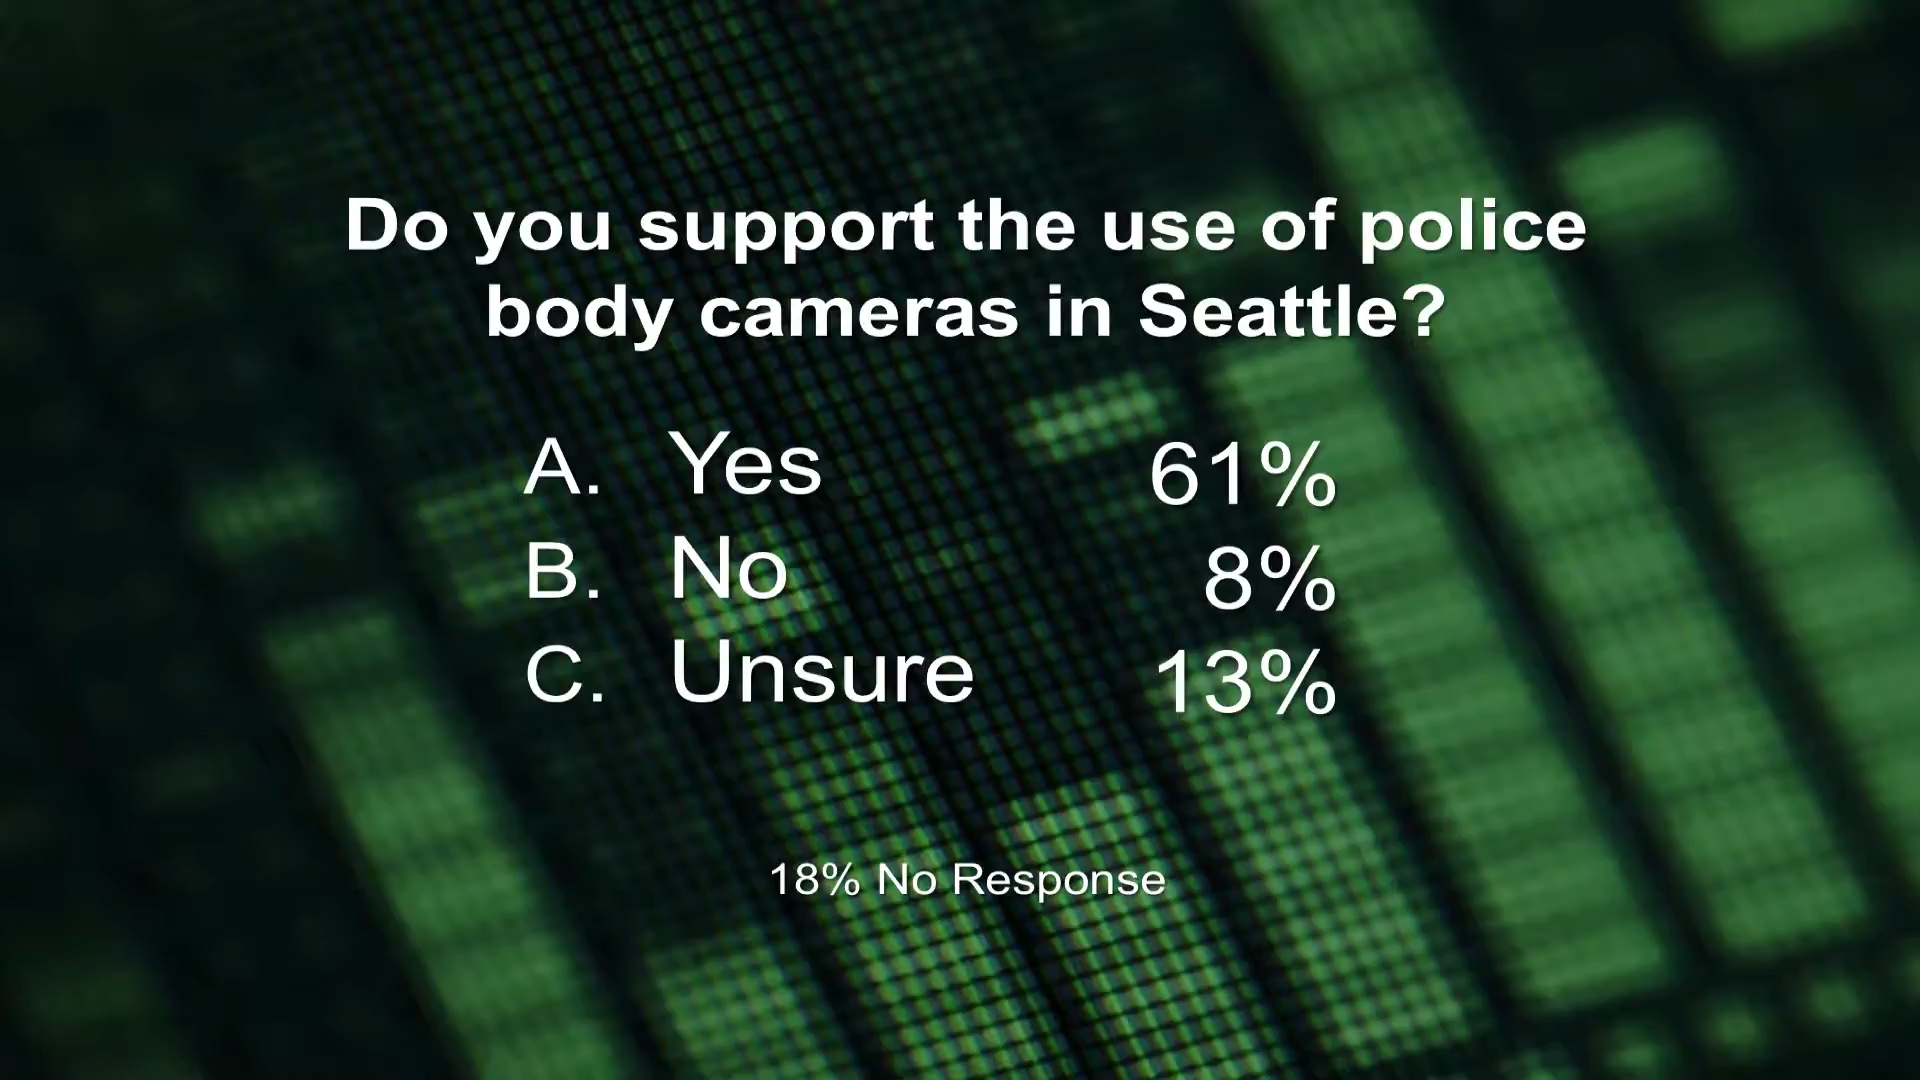 Do you support the use of police
body cameras in Seattle?
A. Yes 61%
B. No 8%
C. Unsure 13%
18% No Response